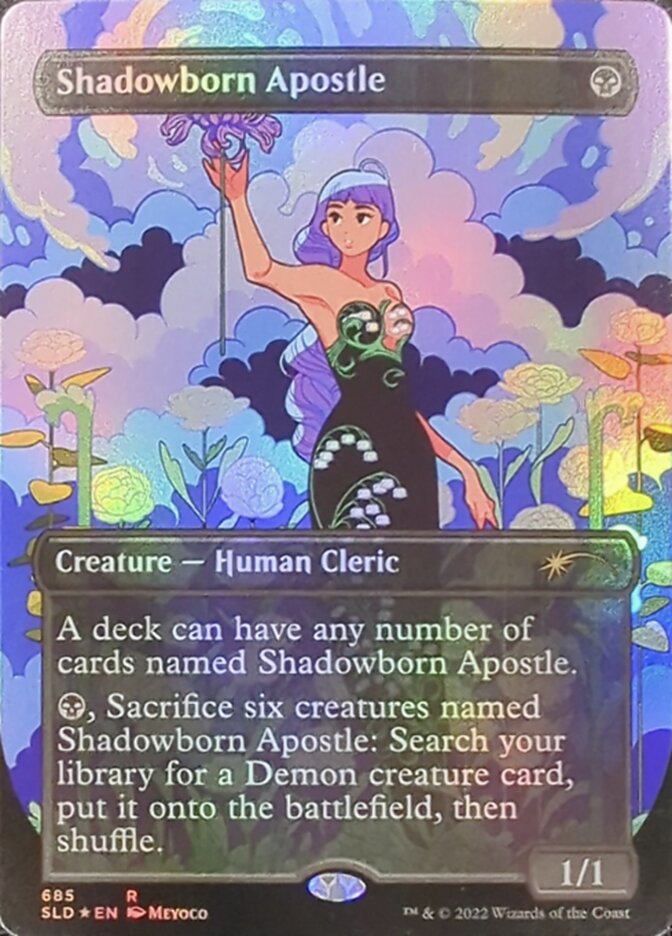 Shadowborn Apostle
Creature — Human Cleric
A deck can have any number of
cards named Shadowborn Apostle.
, Sacrifice six creatures named
Shadowborn Apostle: Search your
library for a Demon creature card,
put it onto the battlefield, then
shuffle.
1/1
685 R
SLD ★ EN MEYOCO
™ & © 2022 Wizards of the Coast